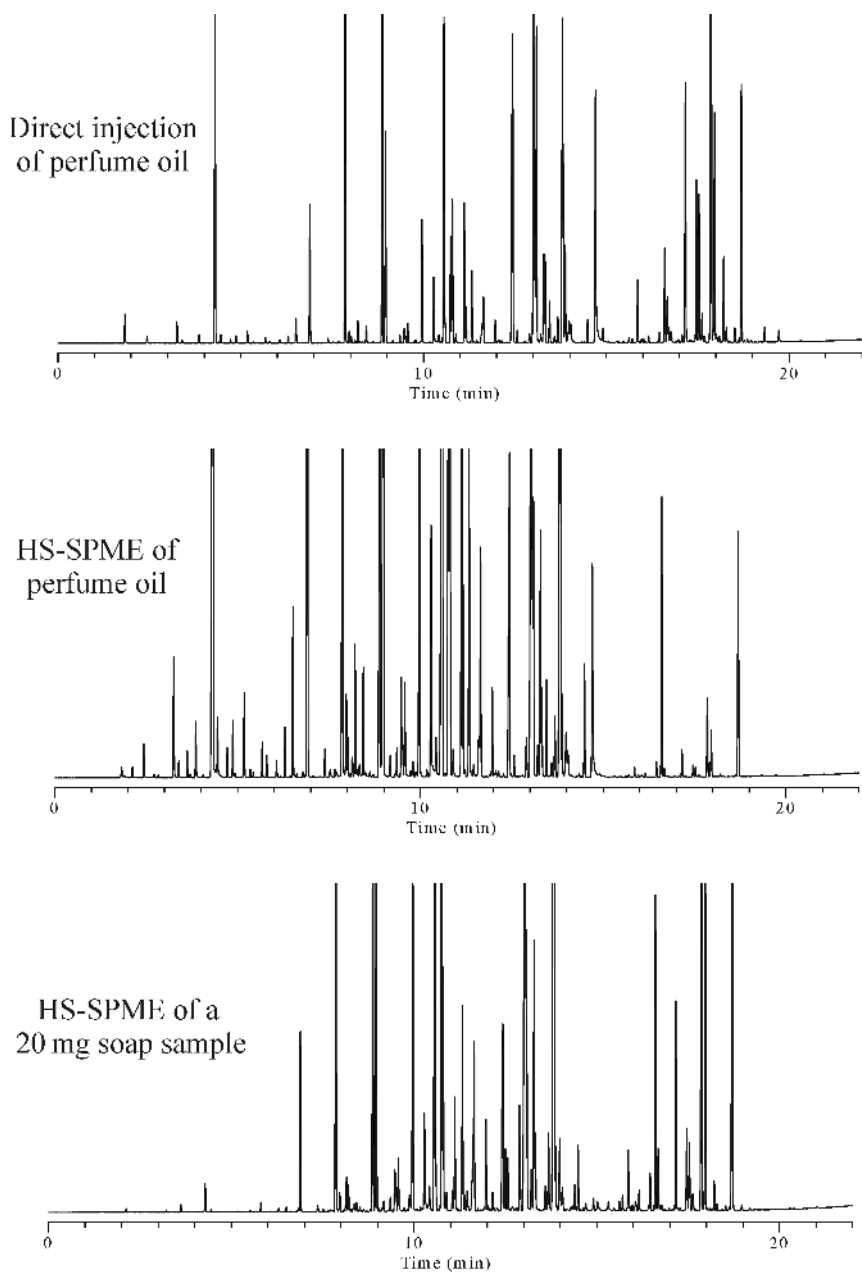 Direct injection
of perfume oil
0 10 20
Time (min)
HS-SPME of
perfume oil
0 10 20
Time (min)
HS-SPME of a
20 mg soap sample
0 10 20
Time (min)